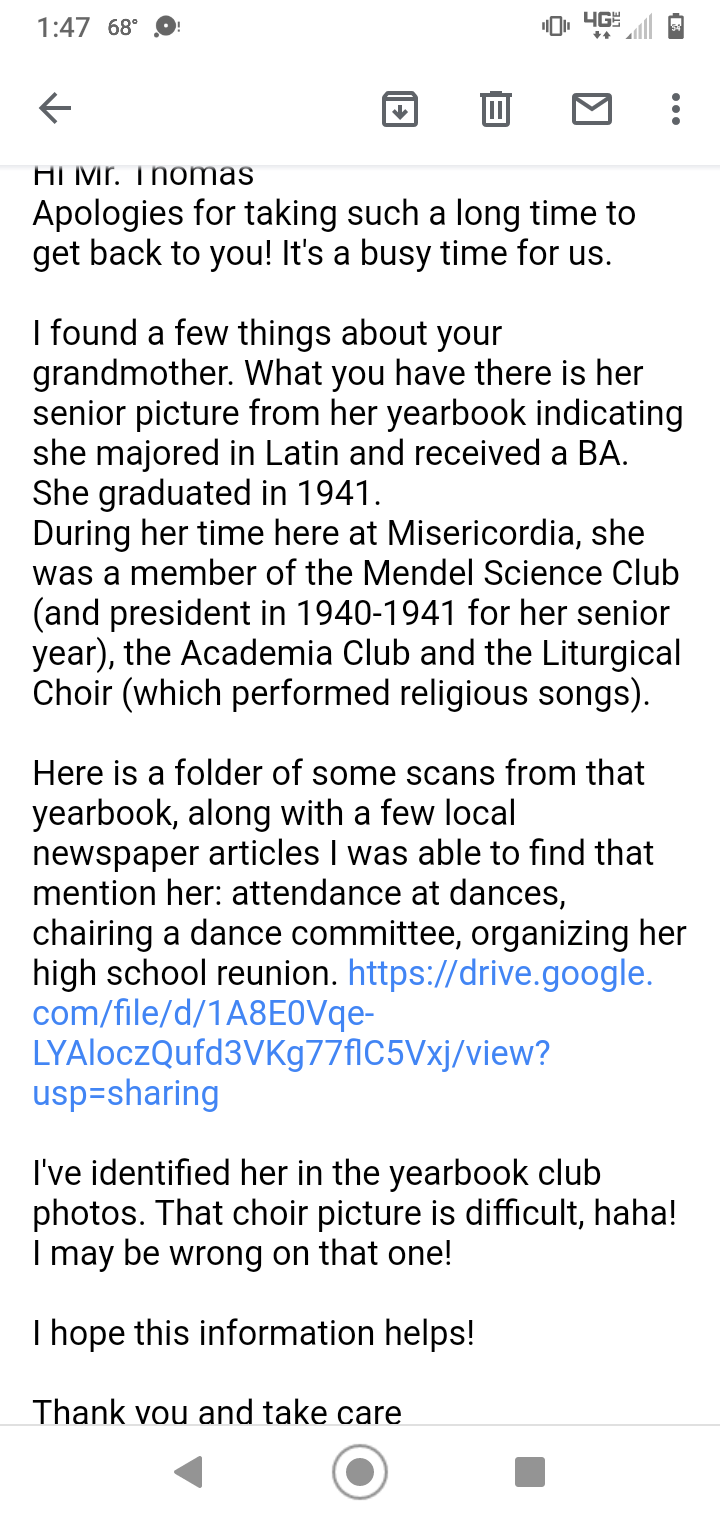 1:47 68°
4G LTE
54
Hi Mr. Thomas
Apologies for taking such a long time to
get back to you! It's a busy time for us.
I found a few things about your
grandmother. What you have there is her
senior picture from her yearbook indicating
she majored in Latin and received a BA.
She graduated in 1941.
During her time here at Misericordia, she
was a member of the Mendel Science Club
(and president in 1940-1941 for her senior
year), the Academia Club and the Liturgical
Choir (which performed religious songs).
Here is a folder of some scans from that
yearbook, along with a few local
newspaper articles I was able to find that
mention her: attendance at dances,
chairing a dance committee, organizing her
high school reunion. https://drive.google.
com/file/d/1A8E0Vqe-
LYAloczQufd3VKg77flC5Vxj/view?
usp=sharing
I've identified her in the yearbook club
photos. That choir picture is difficult, haha!
I may be wrong on that one!
I hope this information helps!
Thank you and take care